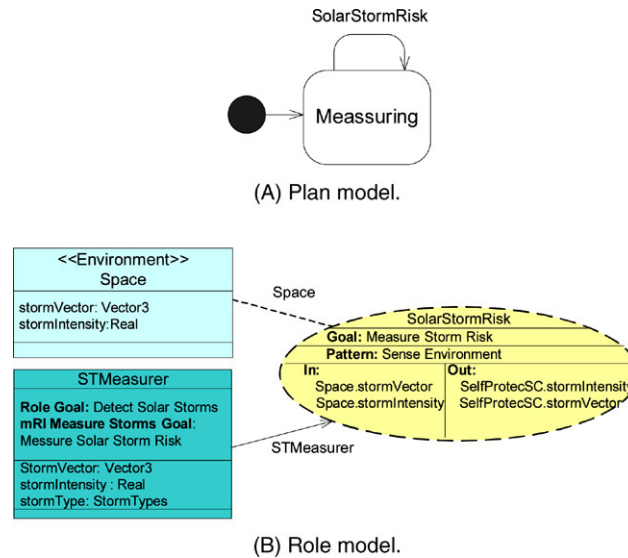 SolarStormRisk
Meassuring
(A) Plan model.
<<Environment>>
Space
stormVector: Vector3
stormIntensity:Real
Space
SolarStormRisk
Goal: Measure Storm Risk
Pattern: Sense Environment
In:
Space.stormVector
Space.stormIntensity
Out:
SelfProtecSC.stormIntensity
SelfProtecSC.stormVector
STMeasurer
Role Goal: Detect Solar Storms
mRI Measure Storms Goal:
Messure Solar Storm Risk
StormVector: Vector3
stormIntensity : Real
stormType: StormTypes
STMeasurer
(B) Role model.